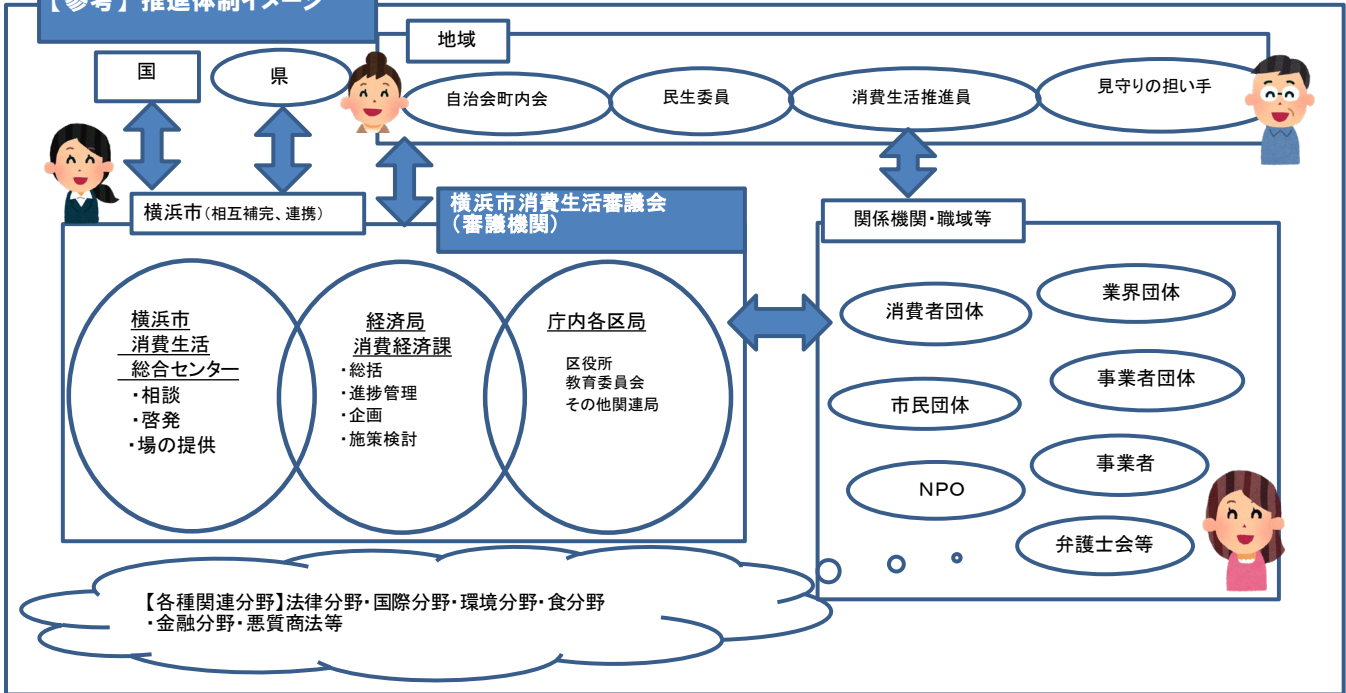 【参考】推進体制イメージ
国
県
地域
自治会町内会
民生委員
消費生活推進員
見守りの担い手
横浜市(相互補完、連携)
横浜市消費生活審議会
(審議機関)
関係機関・職域等
横浜市
消費生活
総合センター
・相談
・啓発
・場の提供
経済局
消費経済課
・総括
・進捗管理
・企画
・施策検討
庁内各区局
区役所
教育委員会
その他関連局
消費者団体
業界団体
市民団体
事業者団体
NPO
事業者
弁護士会等
【各種関連分野】法律分野・国際分野・環境分野・食分野
・金融分野・悪質商法等